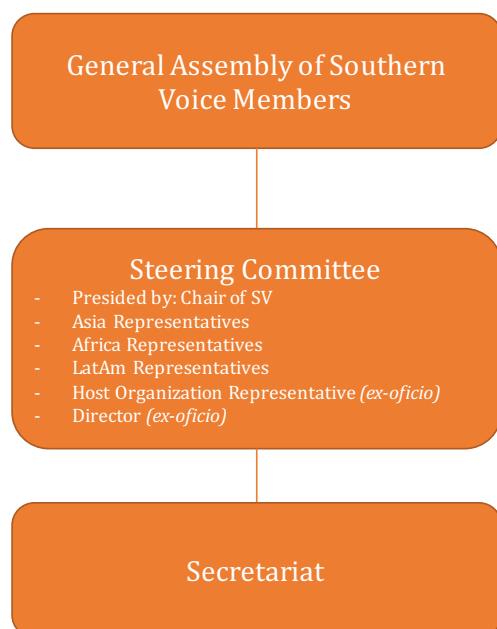 General Assembly of Southern
Voice Members
Steering Committee
- Presided by: Chair of SV
- Asia Representatives
- Africa Representatives
- LatAm Representatives
- Host Organization Representative (ex-oficio)
- Director (ex-oficio)
Secretariat